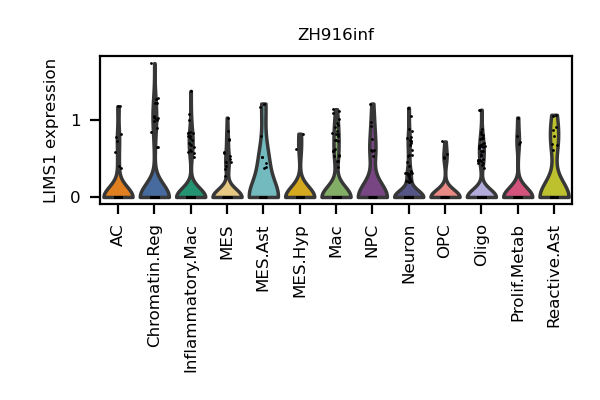 ZH916inf
LIMS1 expression
1
0
AC
Chromatin.Reg
Inflammatory.Mac
MES
MES.Ast
MES.Hyp
Mac
NPC
Neuron
OPC
Oligo
Prolif.Metab
Reactive.Ast